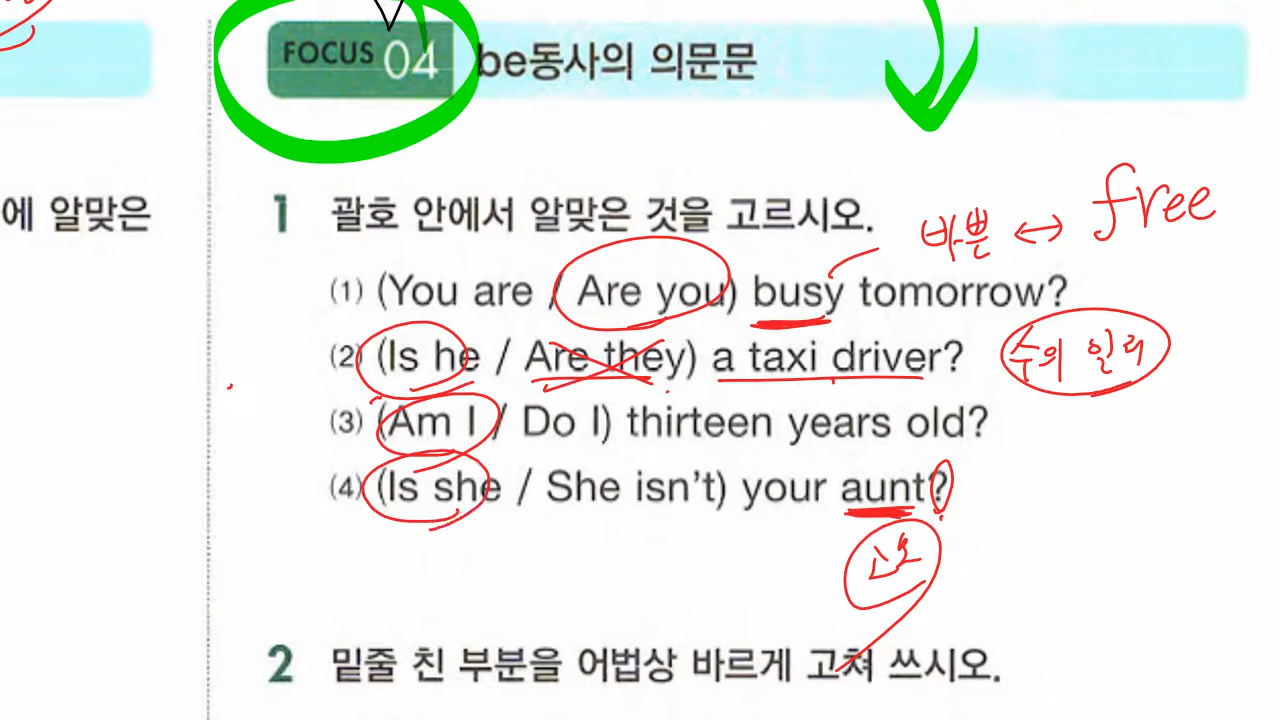 FOCUS 04 be동사의 의문문
에 알맞은
1 괄호 안에서 알맞은 것을 고르시오.
바쁜 ↔ free
(1) (You are / Are you) busy tomorrow?
(2) (Is he / Are they) a taxi driver?
수의 일치
(3) (Am I / Do I) thirteen years old?
(4) (Is she / She isn't) your aunt?
고모
2 밑줄 친 부분을 어법상 바르게 고쳐 쓰시오.